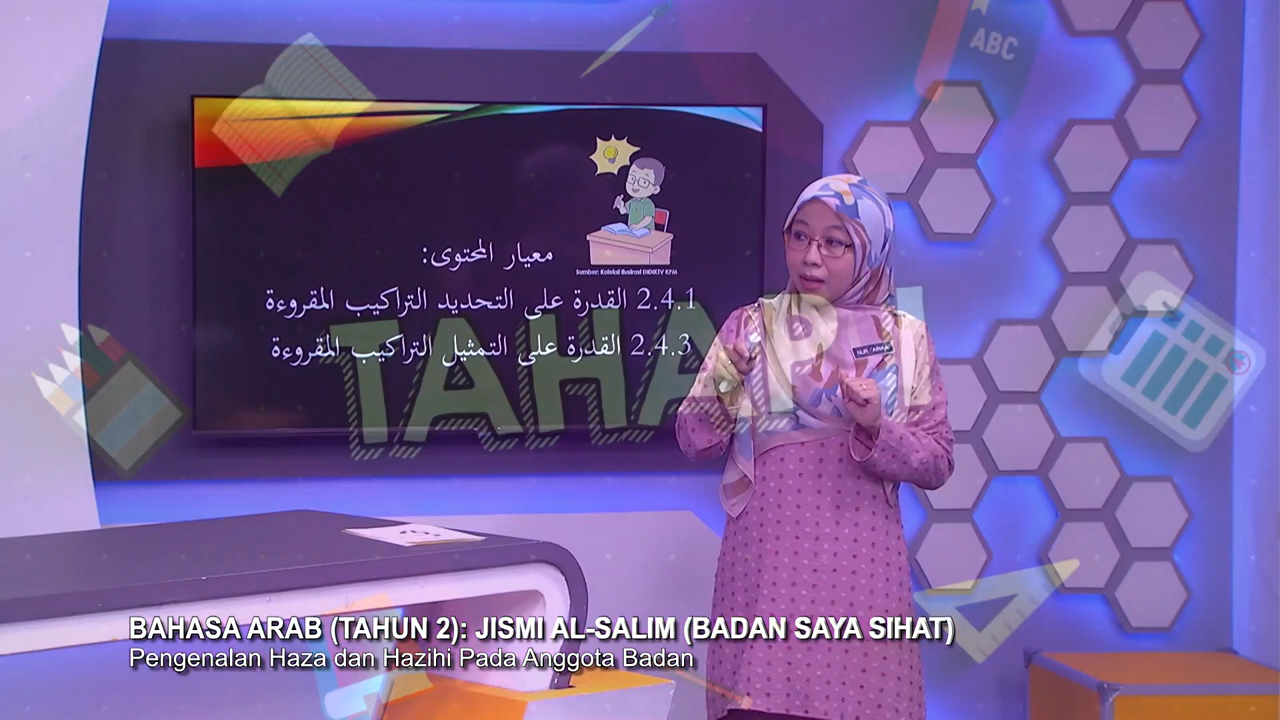 ABC
Sumber: Koleksi Ilustrasi DIDIKTV KPM
معيار المحتوى:
2.4.1 القدرة على التحديد التراكيب المقروءة
2.4.3 القدرة على التمثيل التراكيب المقروءة
BAHASA ARAB (TAHUN 2): JISMI AL-SALIM (BADAN SAYA SIHAT)
Pengenalan Haza dan Hazihi Pada Anggota Badan